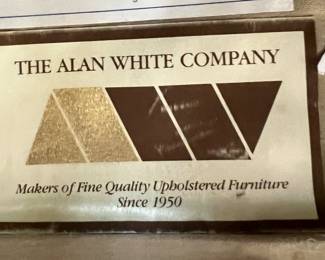 THE ALAN WHITE COMPANY
Makers of Fine Quality Upholstered Furniture
Since 1950